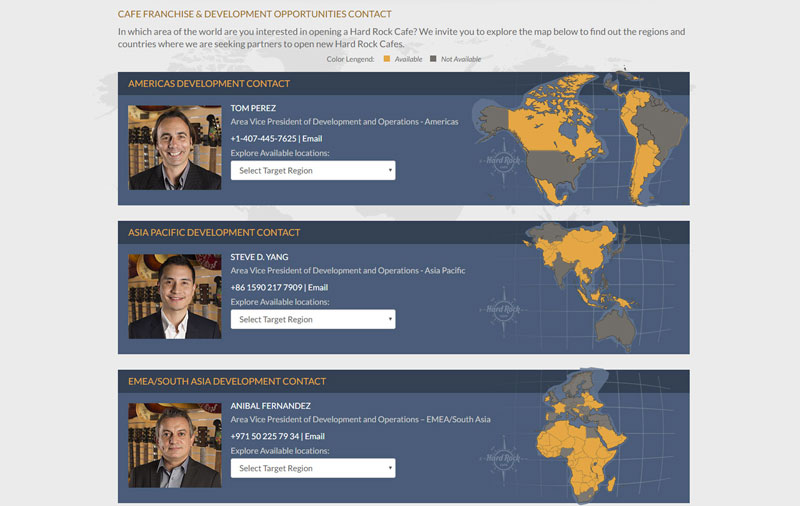 CAFE FRANCHISE & DEVELOPMENT OPPORTUNITIES CONTACT
In which area of the world are you interested in opening a Hard Rock Cafe? We invite you to explore the map below to find out the regions and
countries where we are seeking partners to open new Hard Rock Cafes.
Color Lengend: Available Not Available
AMERICAS DEVELOPMENT CONTACT
TOM PEREZ
Area Vice President of Development and Operations - Americas
+1-407-445-7625 | Email
Explore Available locations:
Select Target Region
Hard Rock
ASIA PACIFIC DEVELOPMENT CONTACT
STEVE D. YANG
Area Vice President of Development and Operations - Asia Pacific
+86 1590 217 7909 | Email
Explore Available locations:
Select Target Region
Hard Rock
EMEA/SOUTH ASIA DEVELOPMENT CONTACT
ANIBAL FERNANDEZ
Area Vice President of Development and Operations – EMEA/South Asia
+971 50 225 79 34 | Email
Explore Available locations:
Select Target Region
Hard Rock